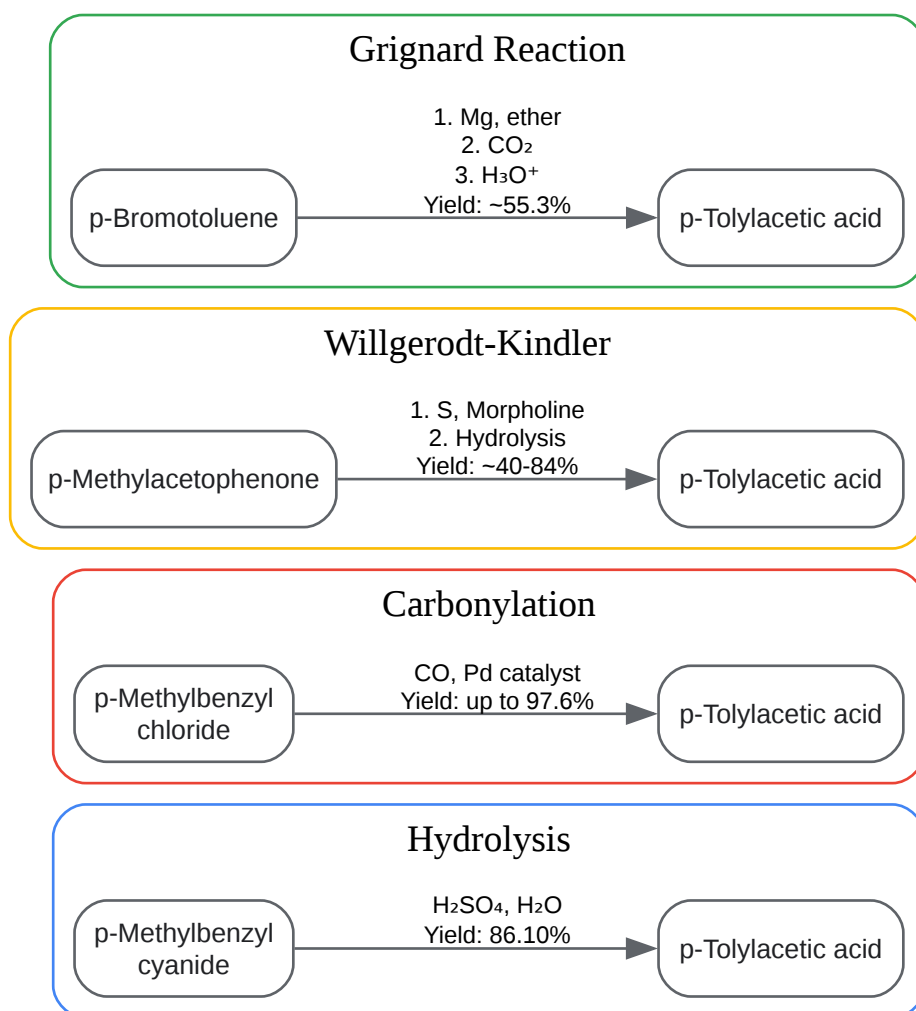 Grignard Reaction
1. Mg, ether
2. CO₂
3. H₃O⁺
Yield: ~55.3%
p-Bromotoluene
p-Tolylacetic acid
Willgerodt-Kindler
1. S, Morpholine
2. Hydrolysis
Yield: ~40-84%
p-Methylacetophenone
p-Tolylacetic acid
Carbonylation
CO, Pd catalyst
Yield: up to 97.6%
p-Methylbenzyl
chloride
p-Tolylacetic acid
Hydrolysis
H₂SO₄, H₂O
Yield: 86.10%
p-Methylbenzyl
cyanide
p-Tolylacetic acid